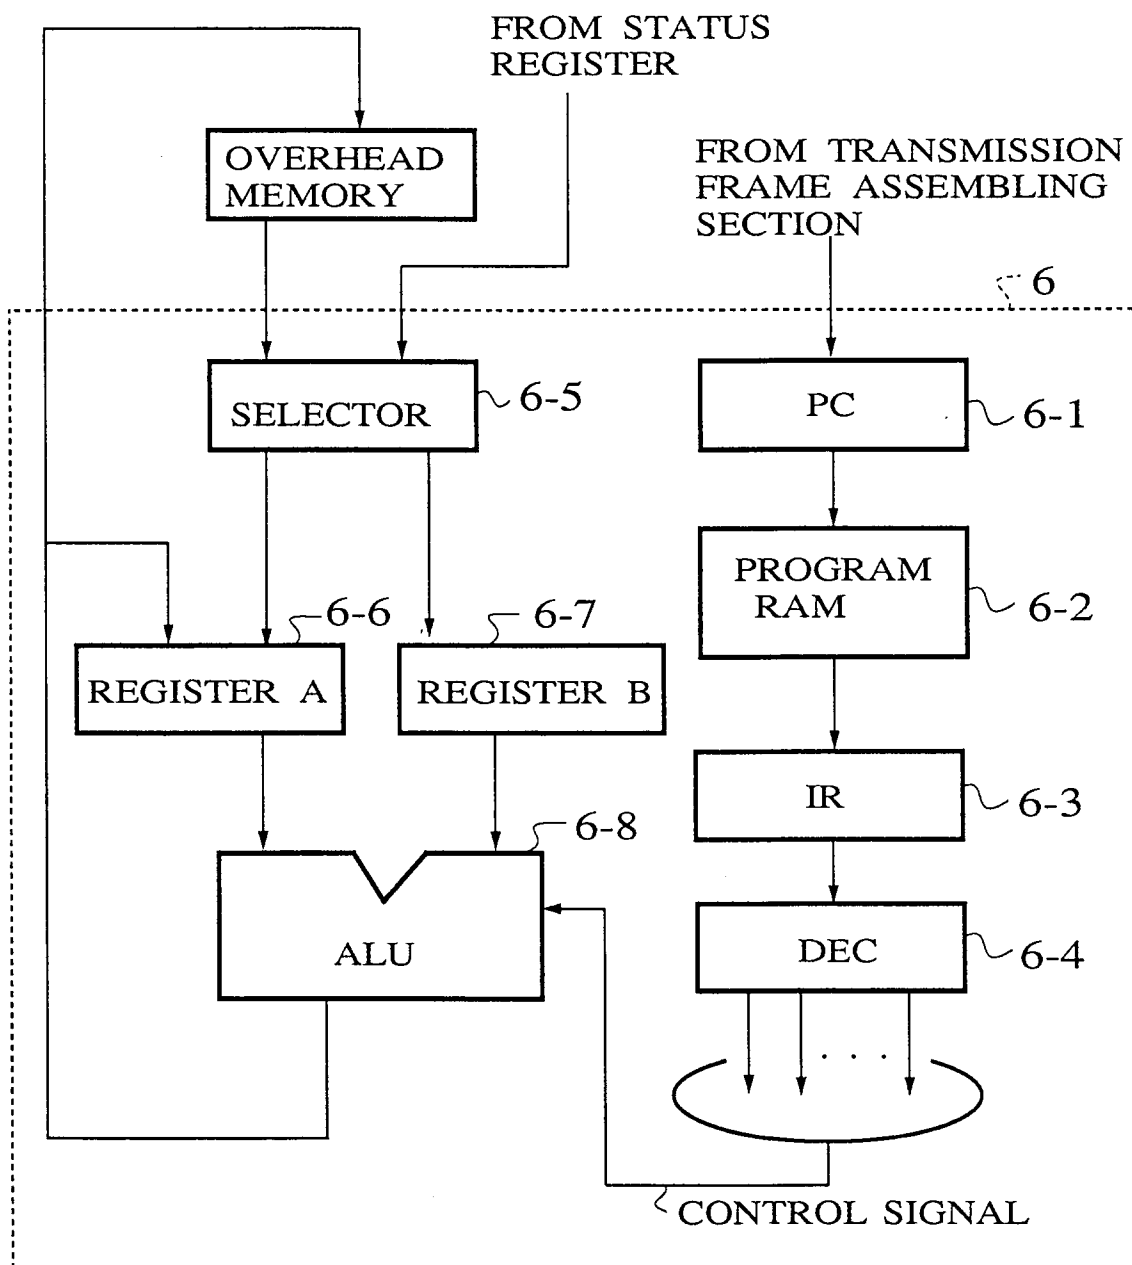 FROM STATUS
REGISTER
OVERHEAD
MEMORY
FROM TRANSMISSION
FRAME ASSEMBLING
SECTION
6
SELECTOR
6-5
PC
6-1
PROGRAM
RAM
6-2
6-6
6-7
REGISTER A
REGISTER B
IR
6-3
6-8
ALU
DEC
6-4
. . .
CONTROL SIGNAL